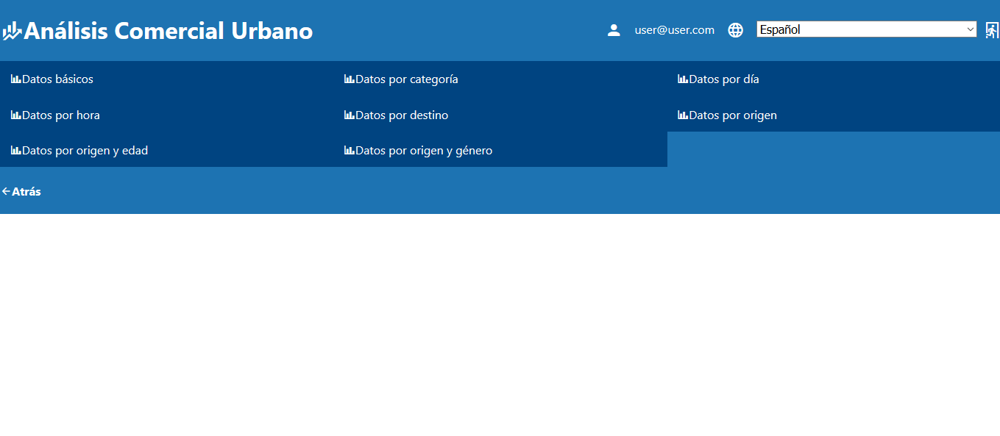 Análisis Comercial Urbano
user@user.com
Español
Datos básicos
Datos por categoría
Datos por día
Datos por hora
Datos por destino
Datos por origen
Datos por origen y edad
Datos por origen y género
Atrás